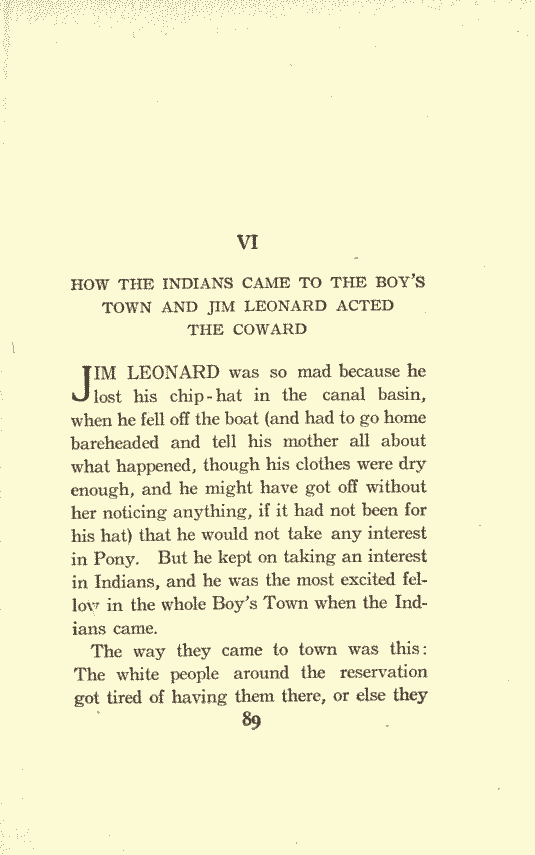 VI
HOW THE INDIANS CAME TO THE BOY'S
TOWN AND JIM LEONARD ACTED
THE COWARD
JIM LEONARD was so mad because he
lost his chip-hat in the canal basin,
when he fell off the boat (and had to go home
bareheaded and tell his mother all about
what happened, though his clothes were dry
enough, and he might have got off without
her noticing anything, if it had not been for
his hat) that he would not take any interest
in Pony. But he kept on taking an interest
in Indians, and he was the most excited fel-
low in the whole Boy's Town when the Ind-
ians came.
The way they came to town was this:
The white people around the reservation
got tired of having them there, or else they
89